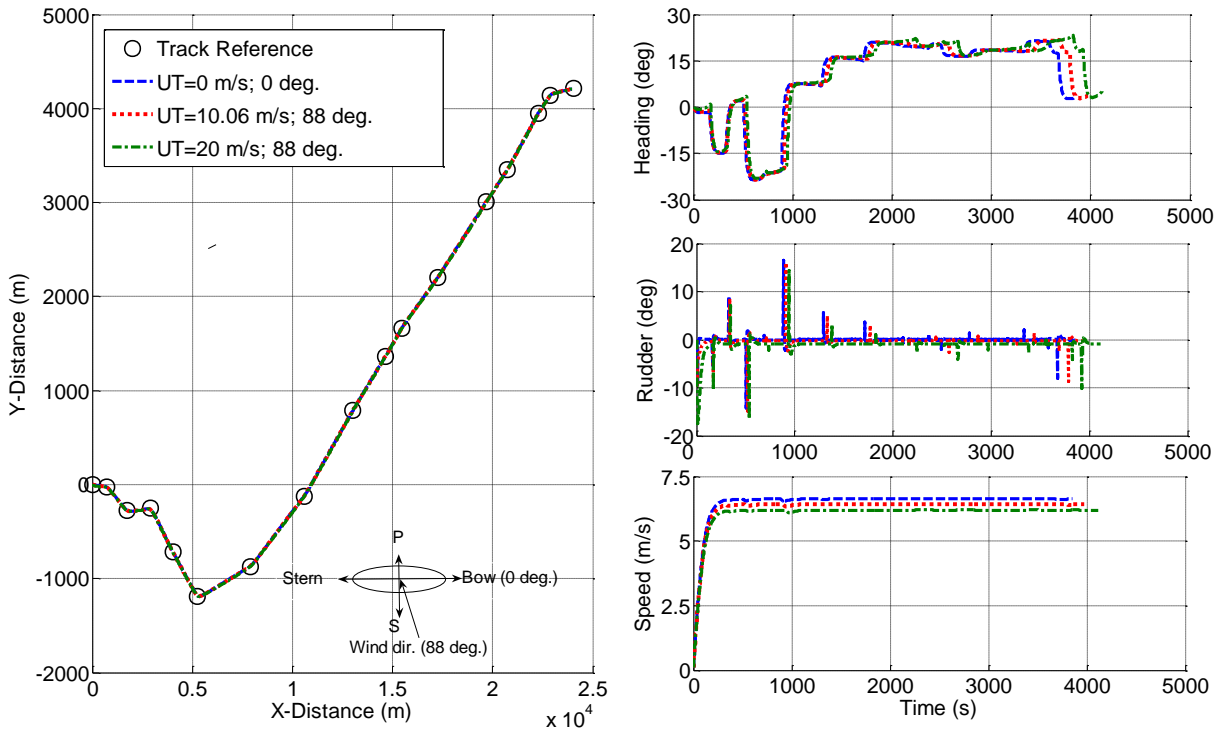 5000
4000
3000
2000
1000
0
-1000
-2000
Y-Distance (m)
Track Reference
UT=0 m/s; 0 deg.
UT=10.06 m/s; 88 deg.
UT=20 m/s; 88 deg.
P
Stern
Bow (0 deg.)
S
Wind dir. (88 deg.)
0 0.5 1 1.5 2 2.5
X-Distance (m)
x 10^4
30
15
0
-15
-30
Heading (deg)
0 1000 2000 3000 4000 5000
20
10
0
-10
-20
Rudder (deg)
0 1000 2000 3000 4000 5000
7.5
5
2.5
0
Speed (m/s)
0 1000 2000 3000 4000 5000
Time (s)